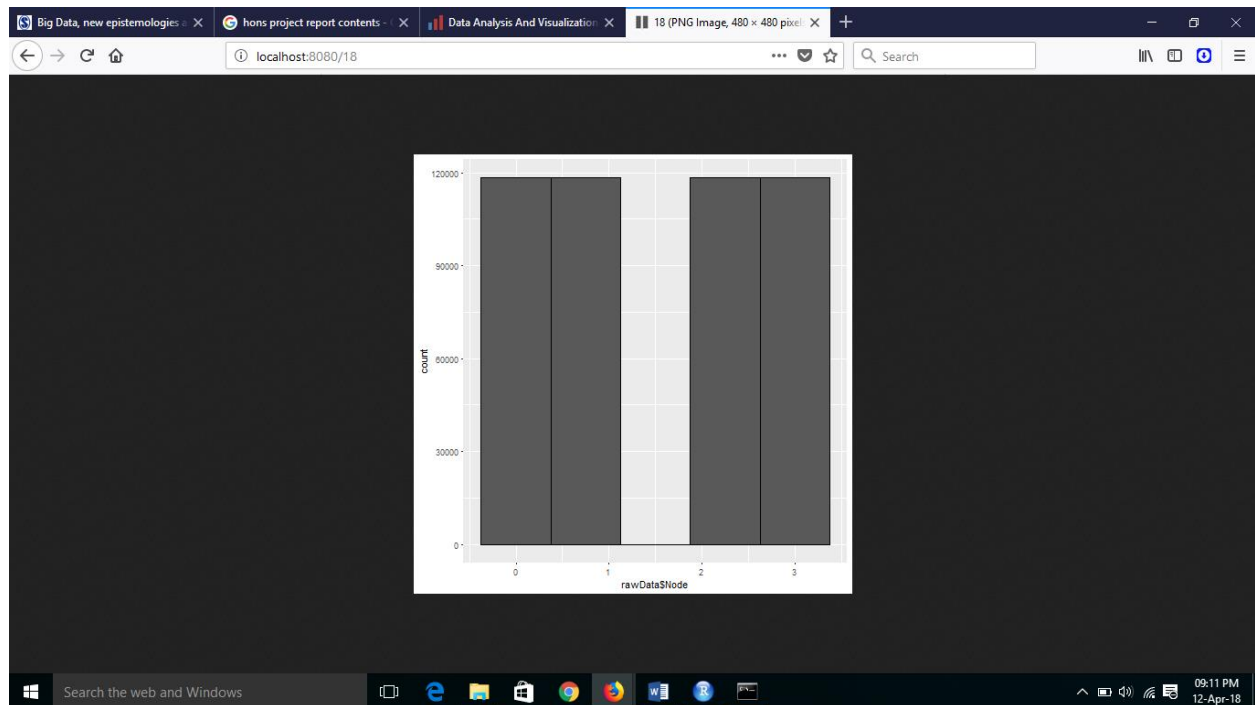 Big Data, new epistemologies a
hons project report contents -
Data Analysis And Visualization
18 (PNG Image, 480 × 480 pixel
localhost:8080/18
Search
120000
90000
60000
30000
0
count
0 1 2 3
rawData$Node
Search the web and Windows
09:11 PM
12-Apr-18